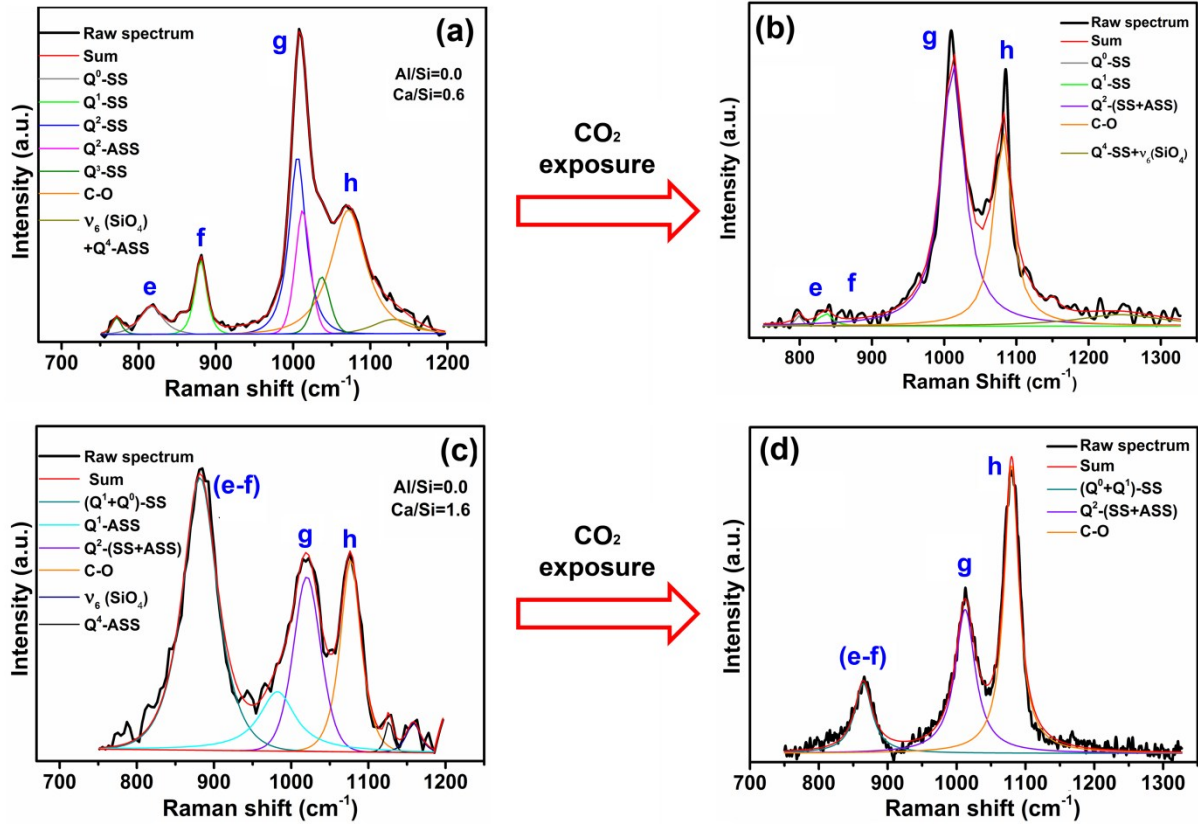 (a)
Intensity (a.u.)
Raw spectrum
Sum
Q⁰-SS
Q¹-SS
Q²-SS
Q²-ASS
Q³-SS
C-O
ν₆ (SiO₄)
+Q⁴-ASS
Al/Si=0.0
Ca/Si=0.6
e
f
g
h
700 800 900 1000 1100 1200
Raman shift (cm⁻¹)
CO₂
exposure
(b)
Intensity (a.u.)
Raw spectrum
Sum
Q⁰-SS
Q¹-SS
Q²-(SS+ASS)
C-O
Q⁴-SS+ν₆(SiO₄)
e
f
g
h
800 900 1000 1100 1200 1300
Raman Shift (cm⁻¹)
(c)
Intensity (a.u.)
Raw spectrum
Sum
(Q¹+Q⁰)-SS
Q¹-ASS
Q²-(SS+ASS)
C-O
ν₆ (SiO₄)
Q⁴-ASS
Al/Si=0.0
Ca/Si=1.6
(e-f)
g
h
700 800 900 1000 1100 1200
Raman shift (cm⁻¹)
CO₂
exposure
(d)
Intensity (a.u.)
Raw spectrum
Sum
(Q⁰+Q¹)-SS
Q²-(SS+ASS)
C-O
(e-f)
g
h
700 800 900 1000 1100 1200 1300
Raman shift (cm⁻¹)